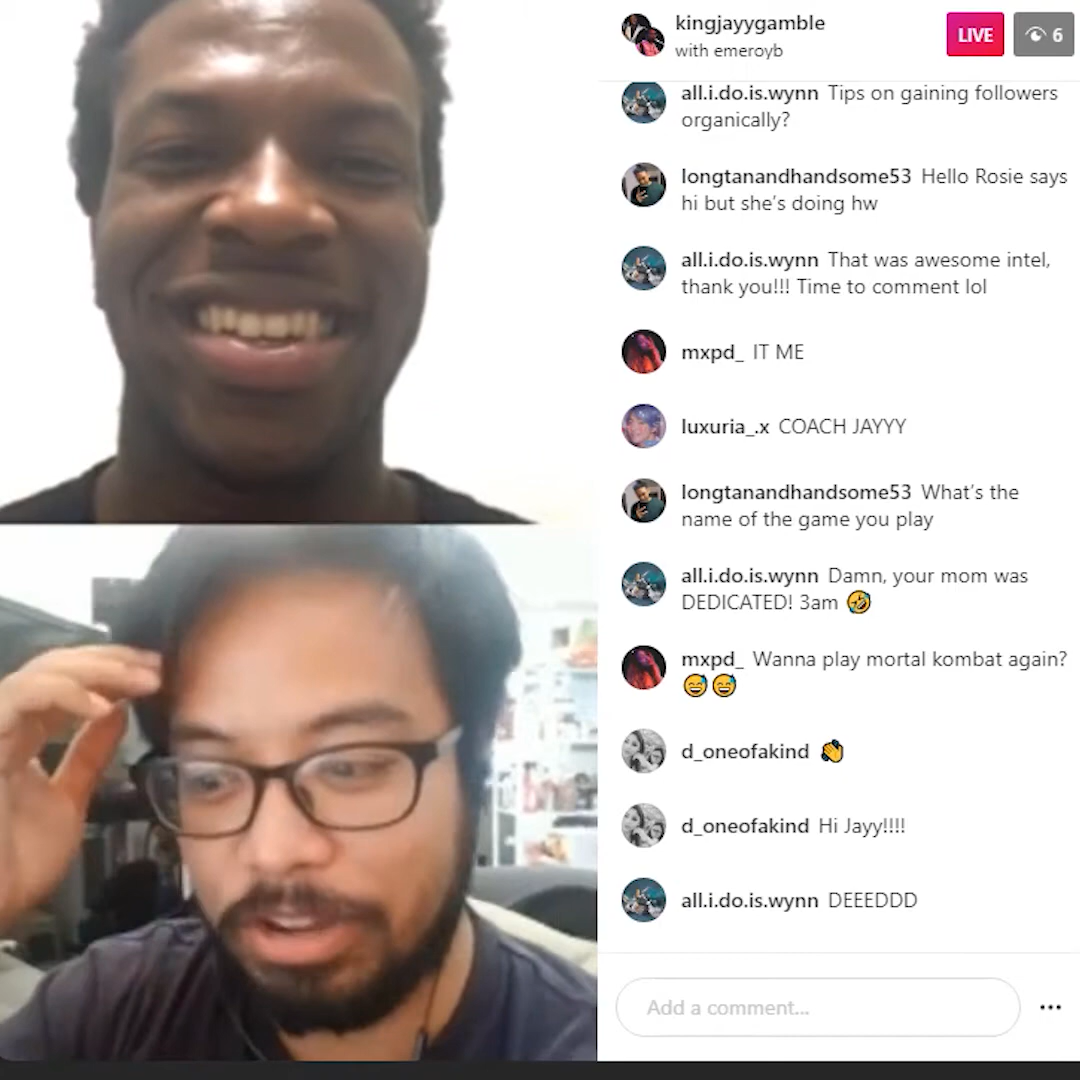 kingjayygamble
with emeroyb
LIVE
6
all.i.do.is.wynn Tips on gaining followers
organically?
longtanandhandsome53 Hello Rosie says
hi but she's doing hw
all.i.do.is.wynn That was awesome intel,
thank you!!! Time to comment lol
mxpd_ IT ME
luxuria_.x COACH JAYYY
longtanandhandsome53 What's the
name of the game you play
all.i.do.is.wynn Damn, your mom was
DEDICATED! 3am 🤣
mxpd_ Wanna play mortal kombat again?
😅😅
d_oneofakind 👏
d_oneofakind Hi Jayy!!!!
all.i.do.is.wynn DEEEDDD
Add a comment...